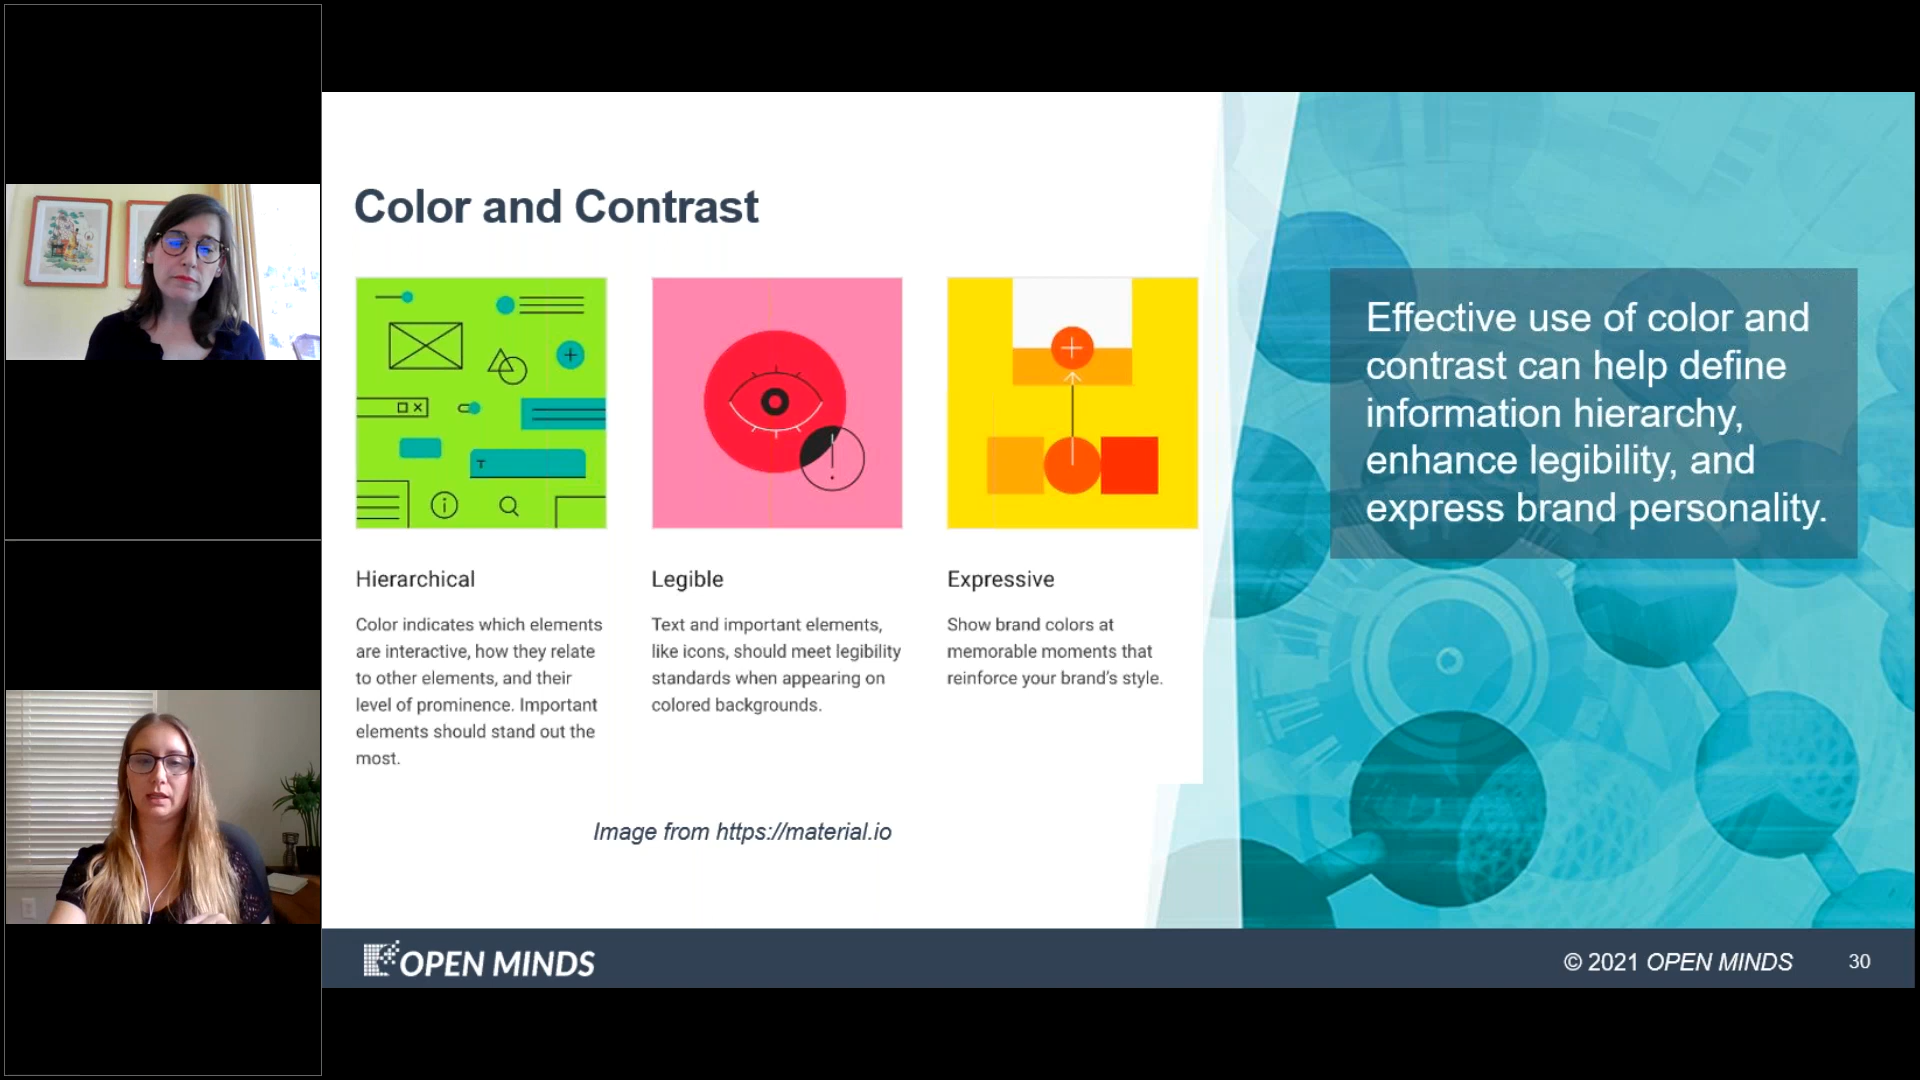 Color and Contrast
T
Hierarchical
Color indicates which elements
are interactive, how they relate
to other elements, and their
level of prominence. Important
elements should stand out the
most.
Legible
Text and important elements,
like icons, should meet legibility
standards when appearing on
colored backgrounds.
Expressive
Show brand colors at
memorable moments that
reinforce your brand's style.
Image from https://material.io
Effective use of color and
contrast can help define
information hierarchy,
enhance legibility, and
express brand personality.
OPEN MINDS
© 2021 OPEN MINDS
30